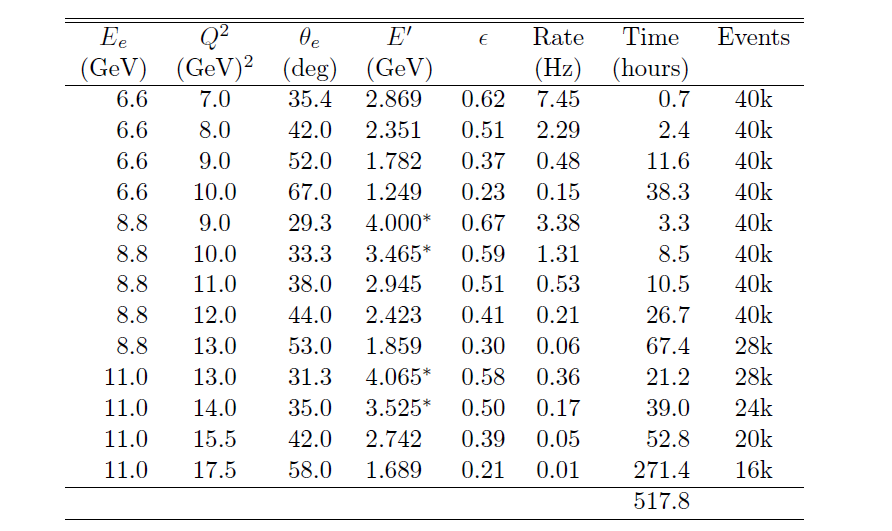 E_e Q² θ_e E′ ϵ Rate Time Events
(GeV) (GeV)² (deg) (GeV) (Hz) (hours)
6.6 7.0 35.4 2.869 0.62 7.45 0.7 40k
6.6 8.0 42.0 2.351 0.51 2.29 2.4 40k
6.6 9.0 52.0 1.782 0.37 0.48 11.6 40k
6.6 10.0 67.0 1.249 0.23 0.15 38.3 40k
8.8 9.0 29.3 4.000* 0.67 3.38 3.3 40k
8.8 10.0 33.3 3.465* 0.59 1.31 8.5 40k
8.8 11.0 38.0 2.945 0.51 0.53 10.5 40k
8.8 12.0 44.0 2.423 0.41 0.21 26.7 40k
8.8 13.0 53.0 1.859 0.30 0.06 67.4 28k
11.0 13.0 31.3 4.065* 0.58 0.36 21.2 28k
11.0 14.0 35.0 3.525* 0.50 0.17 39.0 24k
11.0 15.5 42.0 2.742 0.39 0.05 52.8 20k
11.0 17.5 58.0 1.689 0.21 0.01 271.4 16k
517.8